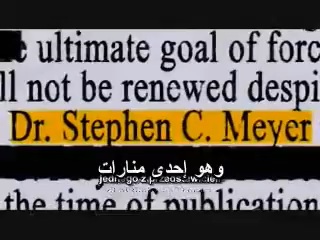 e ultimate goal of forc
ll not be renewed despi
Dr. Stephen C. Meyer
وهو إحدى منارات
the time of publication